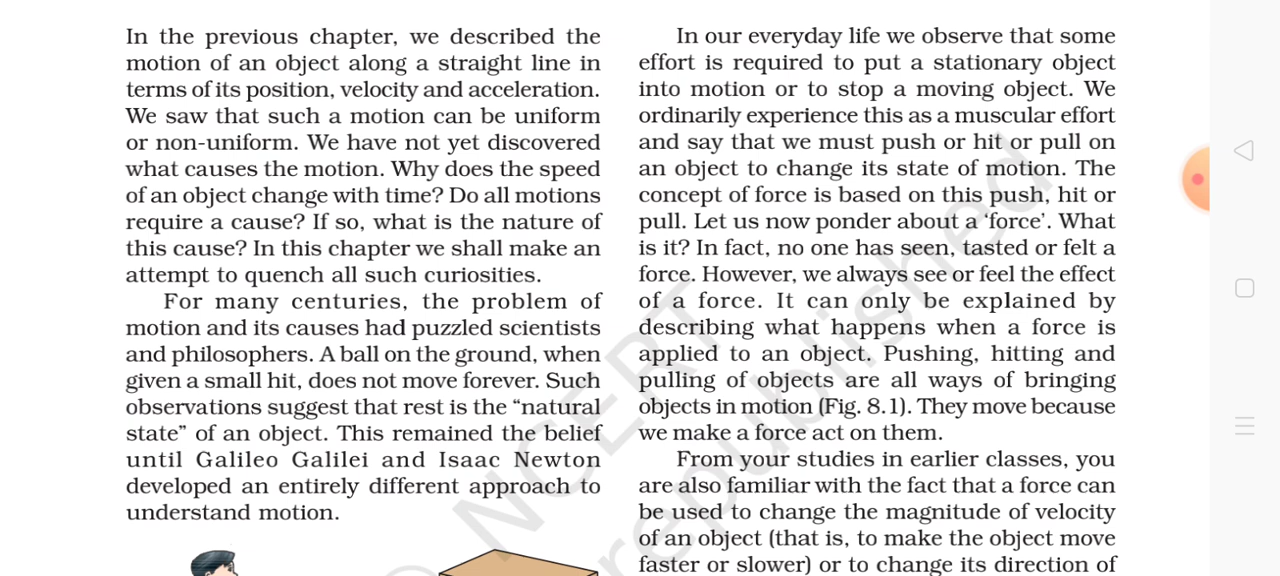 In the previous chapter, we described the
motion of an object along a straight line in
terms of its position, velocity and acceleration.
We saw that such a motion can be uniform
or non-uniform. We have not yet discovered
what causes the motion. Why does the speed
of an object change with time? Do all motions
require a cause? If so, what is the nature of
this cause? In this chapter we shall make an
attempt to quench all such curiosities.
For many centuries, the problem of
motion and its causes had puzzled scientists
and philosophers. A ball on the ground, when
given a small hit, does not move forever. Such
observations suggest that rest is the “natural
state” of an object. This remained the belief
until Galileo Galilei and Isaac Newton
developed an entirely different approach to
understand motion.
In our everyday life we observe that some
effort is required to put a stationary object
into motion or to stop a moving object. We
ordinarily experience this as a muscular effort
and say that we must push or hit or pull on
an object to change its state of motion. The
concept of force is based on this push, hit or
pull. Let us now ponder about a ‘force’. What
is it? In fact, no one has seen, tasted or felt a
force. However, we always see or feel the effect
of a force. It can only be explained by
describing what happens when a force is
applied to an object. Pushing, hitting and
pulling of objects are all ways of bringing
objects in motion (Fig. 8.1). They move because
we make a force act on them.
From your studies in earlier classes, you
are also familiar with the fact that a force can
be used to change the magnitude of velocity
of an object (that is, to make the object move
faster or slower) or to change its direction of
© NCERT
republished